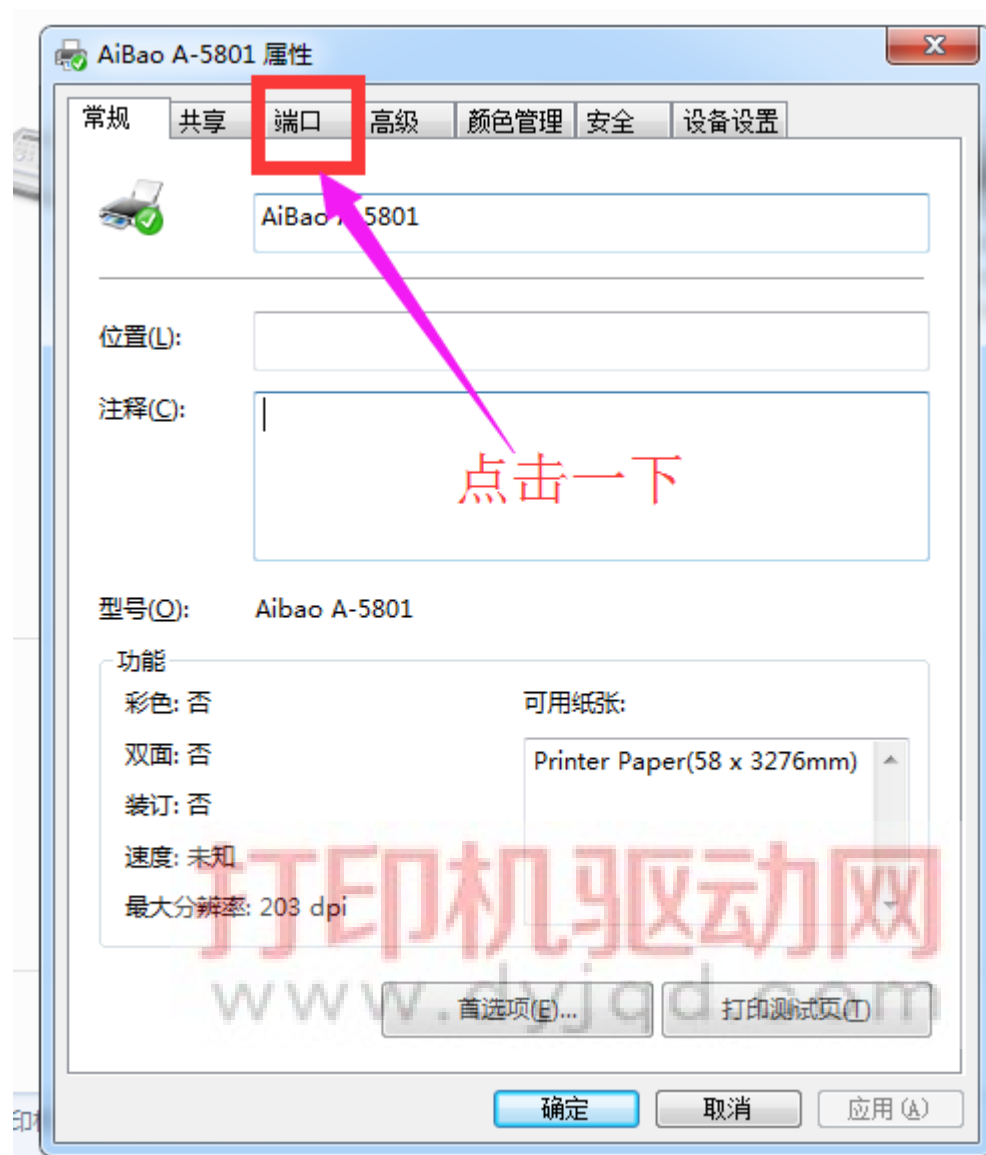 AiBao A-5801 属性
常规 共享 端口 高级 颜色管理 安全 设备设置
AiBao A-5801
位置(L):
注释(C):
点击一下
型号(O): Aibao A-5801
功能
彩色: 否 可用纸张:
双面: 否 Printer Paper(58 x 3276mm)
装订: 否
速度: 未知
最大分辨率: 203 dpi
打印机驱动网
www.dyjqd.com
首选项(E)... 打印测试页(T)
确定 取消 应用(A)